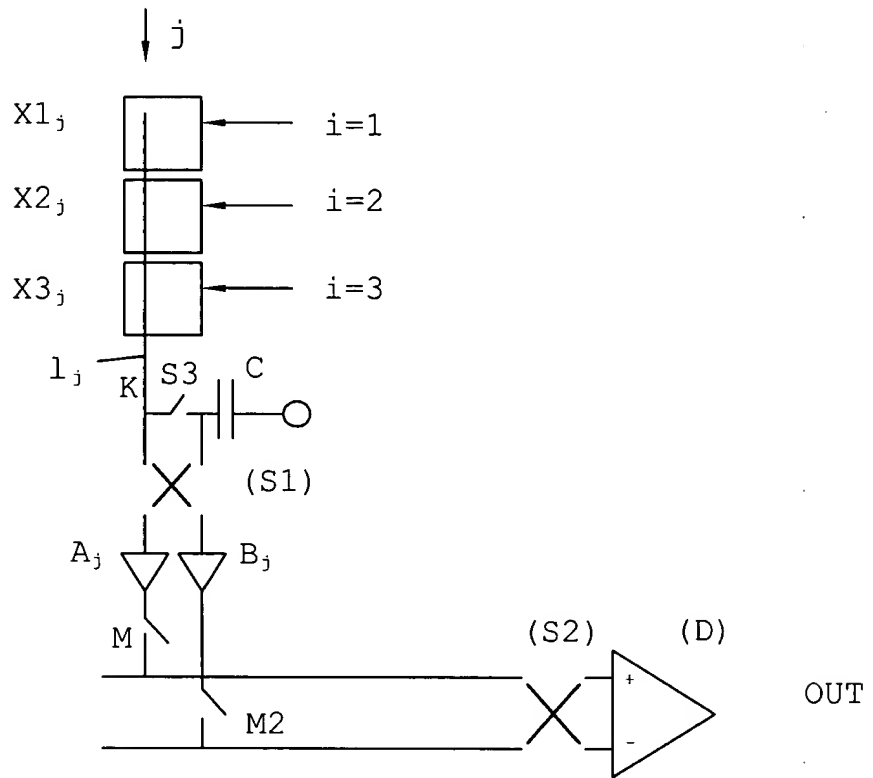 j
X1ⱼ i=1
X2ⱼ i=2
X3ⱼ i=3
lⱼ K S3 C
(S1)
Aⱼ Bⱼ
M (S2) (D)
+
OUT
M2
-